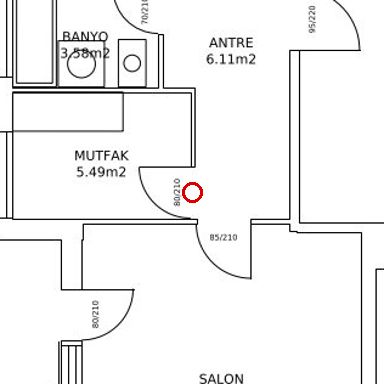 70/210
95/220
BANYO
3.58m2
ANTRE
6.11m2
MUTFAK
5.49m2
80/210
85/210
80/210
SALON